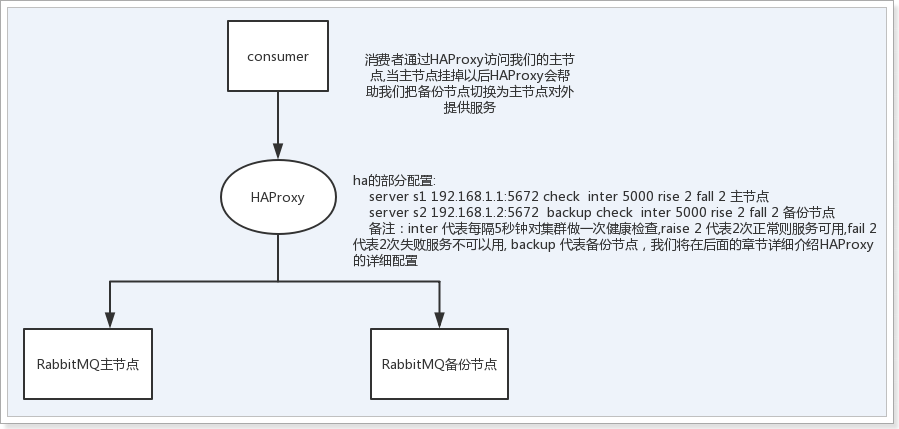 consumer
消费者通过HAProxy访问我们的主节
点,当主节点挂掉以后HAProxy会帮
助我们把备份节点切换为主节点对外
提供服务
HAProxy
ha的部分配置:
server s1 192.168.1.1:5672 check  inter 5000 rise 2 fall 2 主节点
server s2 192.168.1.2:5672  backup check  inter 5000 rise 2 fall 2 备份节点
备注：inter 代表每隔5秒钟对集群做一次健康检查,raise 2 代表2次正常则服务可用,fail 2
代表2次失败服务不可以用, backup 代表备份节点，我们将在后面的章节详细介绍HAProxy
的详细配置
RabbitMQ主节点
RabbitMQ备份节点